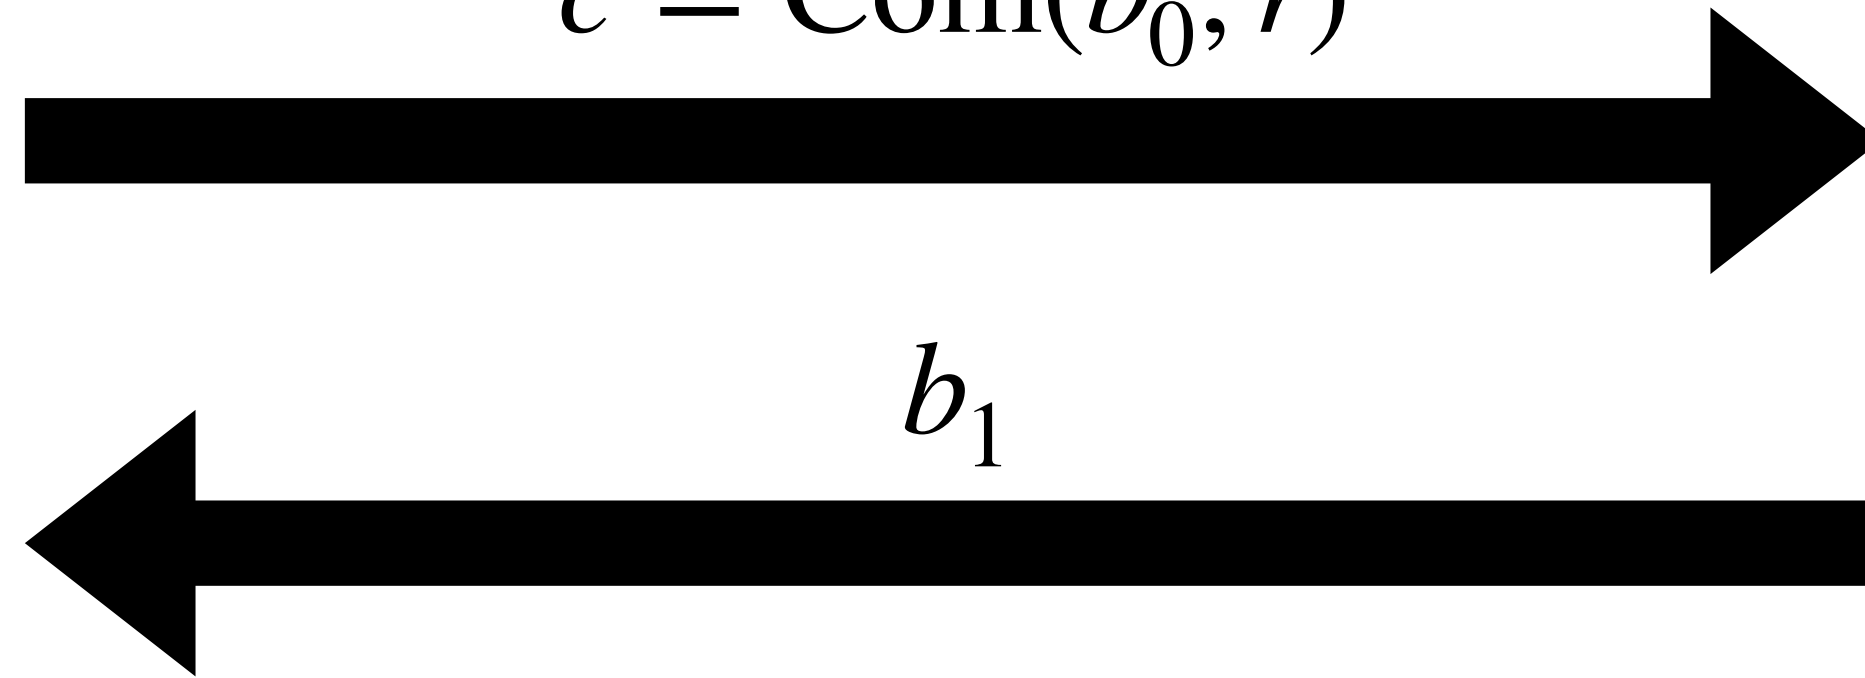 c = Com(b₀, r)
b₁